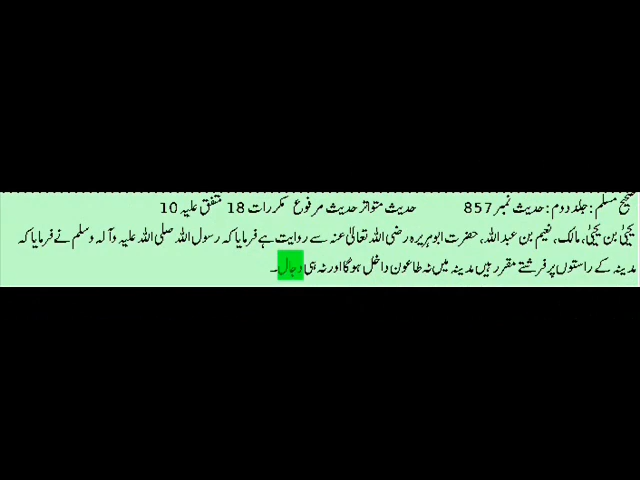 صحیح مسلم : جلد دوم : حدیث نمبر 857 حدیث متواتر حدیث مرفوع مکررات 18 متفق علیہ 10
یحییٰ بن یحییٰ، مالک، نعیم بن عبداللہ، حضرت ابوہریرہ رضی اللہ تعالیٰ عنہ سے روایت ہے فرمایا کہ رسول اللہ صلی اللہ علیہ وآلہ وسلم نے فرمایا کہ
مدینہ کے راستوں پر فرشتے مقرر ہیں مدینہ میں نہ طاعون داخل ہوگا اور نہ ہی دجال۔